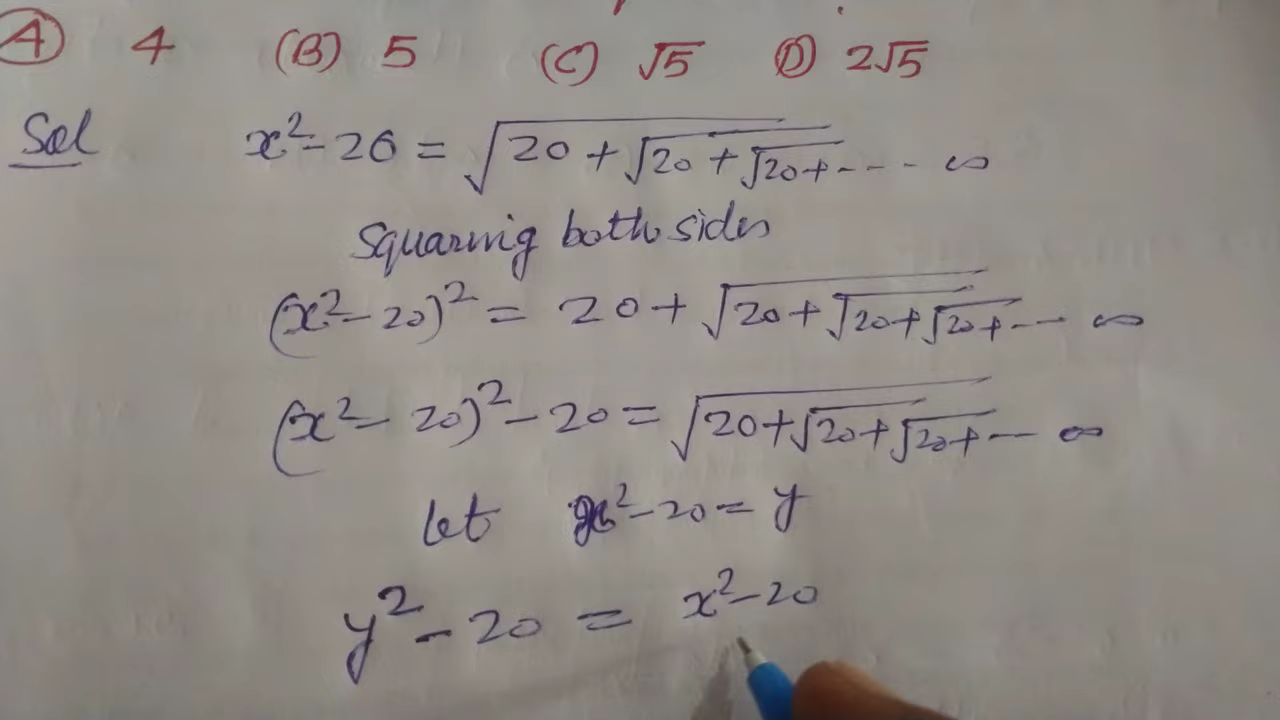 (A) 4 (B) 5 (C) √5 (D) 2√5
Sol x² - 20 = √20 + √20 + √20 + --- ∞
Squaring both sides
(x² - 20)² = 20 + √20 + √20 + √20 + --- ∞
(x² - 20)² - 20 = √20 + √20 + √20 + --- ∞
let x² - 20 = y
y² - 20 = x² - 20